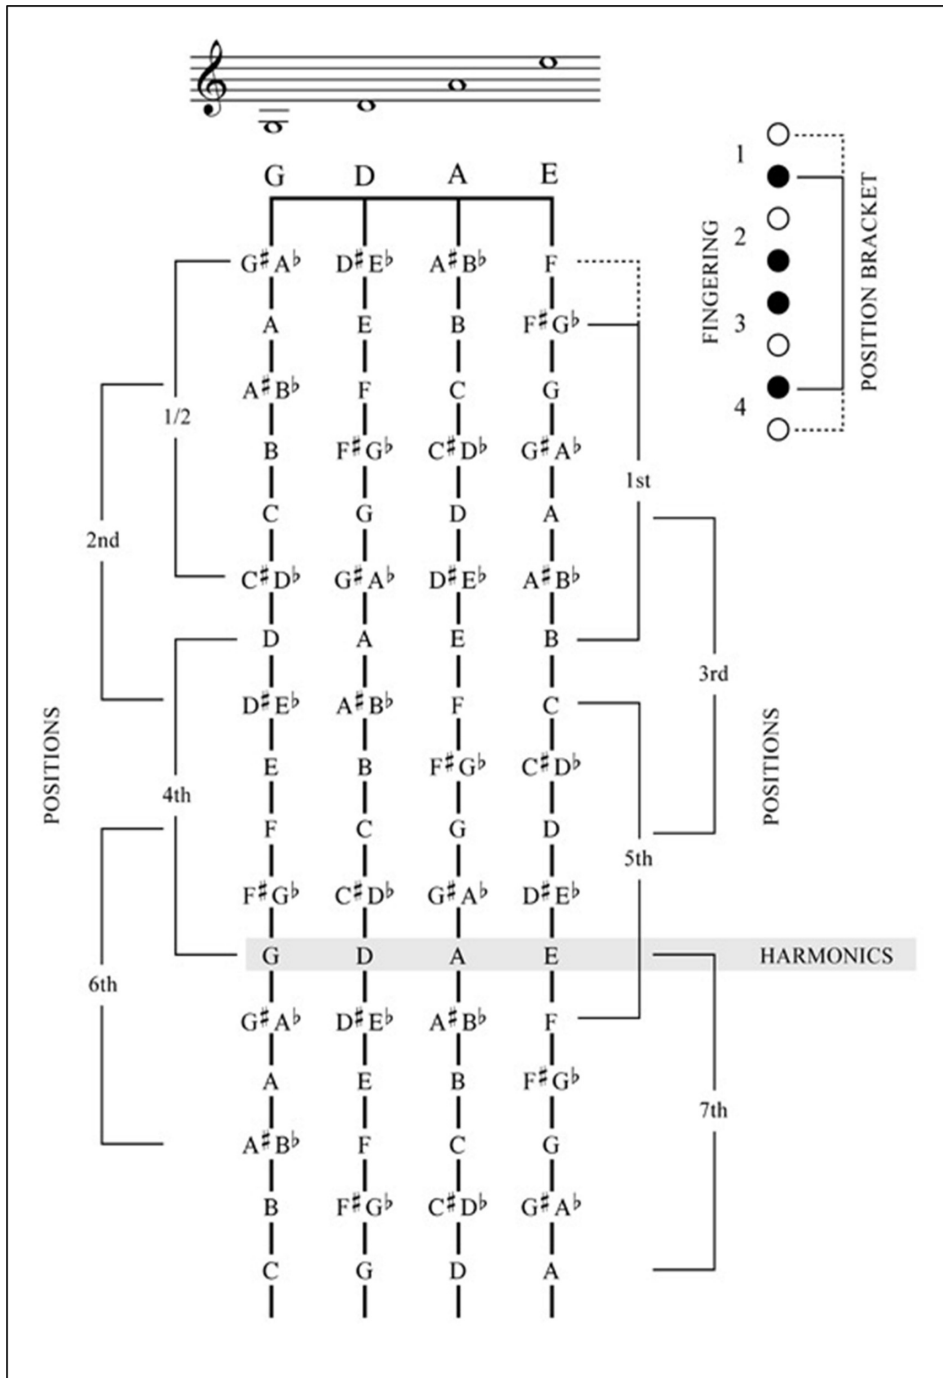 G D A E
G♯A♭ D♯E♭ A♯B♭ F
A E B F♯G♭
A♯B♭ F C G
1/2
B F♯G♭ C♯D♭ G♯A♭
1st
C G D A
2nd
C♯D♭ G♯A♭ D♯E♭ A♯B♭
D A E B
3rd
D♯E♭ A♯B♭ F C
POSITIONS
POSITIONS
E B F♯G♭ C♯D♭
4th
F C G D
5th
F♯G♭ C♯D♭ G♯A♭ D♯E♭
G D A E HARMONICS
6th
G♯A♭ D♯E♭ A♯B♭ F
A E B F♯G♭
7th
A♯B♭ F C G
B F♯G♭ C♯D♭ G♯A♭
C G D A
FINGERING
1
2
3
4
POSITION BRACKET